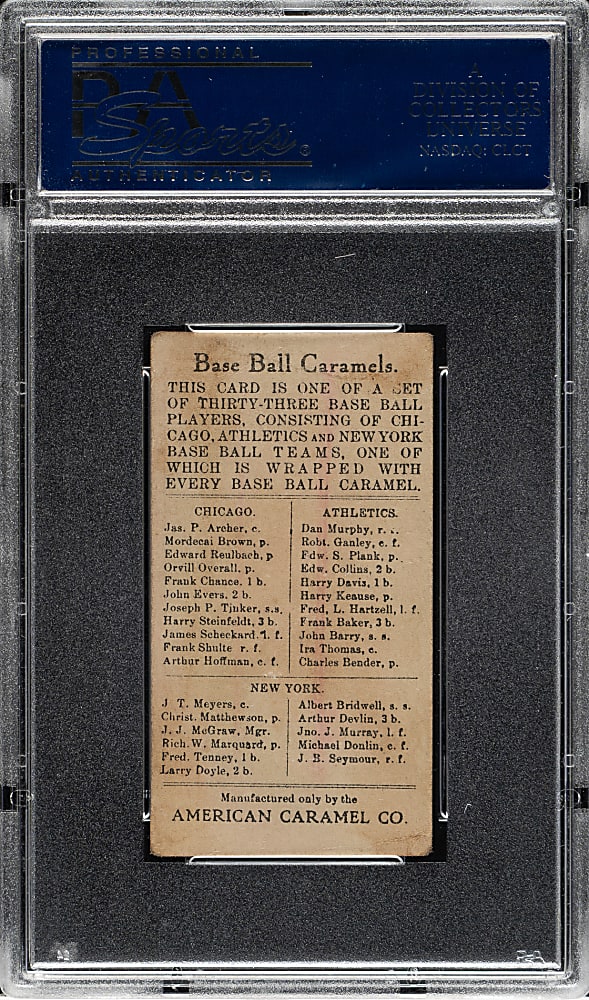 PROFESSIONAL
PSA
Sports®
AUTHENTICATOR
A
DIVISION OF
COLLECTORS
UNIVERSE
NASDAQ: CLCT
Base Ball Caramels.
THIS CARD IS ONE OF A SET
OF THIRTY-THREE BASE BALL
PLAYERS, CONSISTING OF CHI-
CAGO, ATHLETICS AND NEW YORK
BASE BALL TEAMS, ONE OF
WHICH IS WRAPPED WITH
EVERY BASE BALL CARAMEL.
CHICAGO.
Jas. P. Archer, c.
Mordecai Brown, p.
Edward Reulbach, p
Orvill Overall, p.
Frank Chance. 1 b.
John Evers. 2 b.
Joseph P. Tinker, s.s.
Harry Steinfeldt, 3 b.
James Scheckard. l. f.
Frank Shulte r. f.
Arthur Hoffman, c. f.
ATHLETICS.
Dan Murphy, r.
Robt. Ganley, c. f.
Edw. S. Plank, p.
Edw. Collins, 2 b.
Harry Davis, 1 b.
Harry Keause, p.
Fred, L. Hartzell, l. f.
Frank Baker, 3 b.
John Barry, s. s.
Ira Thomas, c.
Charles Bender, p.
NEW YORK.
J T. Meyers, c.
Christ. Matthewson, p.
J. J. McGraw, Mgr.
Rich. W. Marquard, p.
Fred. Tenney, 1 b.
Larry Doyle, 2 b.
Albert Bridwell, s. s.
Arthur Devlin, 3 b.
Jno. J. Murray, l. f.
Michael Donlin, c. f.
J. B. Seymour, r. f.
Manufactured only by the
AMERICAN CARAMEL CO.
PSA